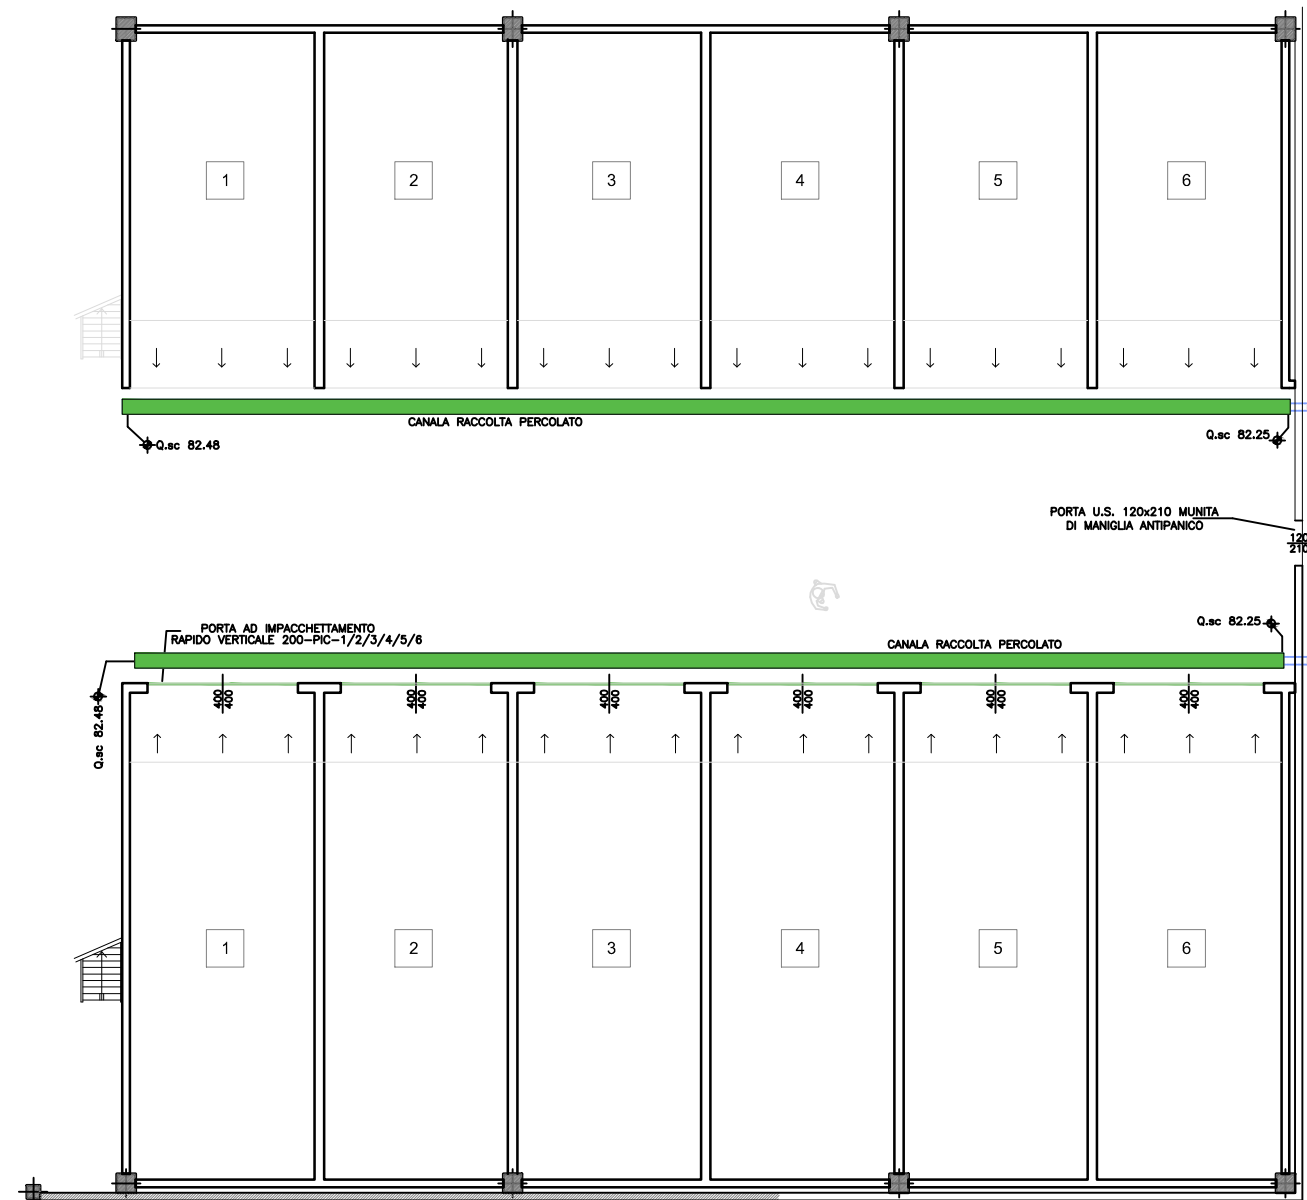 1
2
3
4
5
6
CANALA RACCOLTA PERCOLATO
Q.sc 82.48
Q.sc 82.25
PORTA U.S. 120x210 MUNITA
DI MANIGLIA ANTIPANICO
120
210
PORTA AD IMPACCHETTAMENTO
RAPIDO VERTICALE 200-PIC-1/2/3/4/5/6
Q.sc 82.25
CANALA RACCOLTA PERCOLATO
Q.sc 82.48
400
400
400
400
400
400
400
400
400
400
400
400
1
2
3
4
5
6